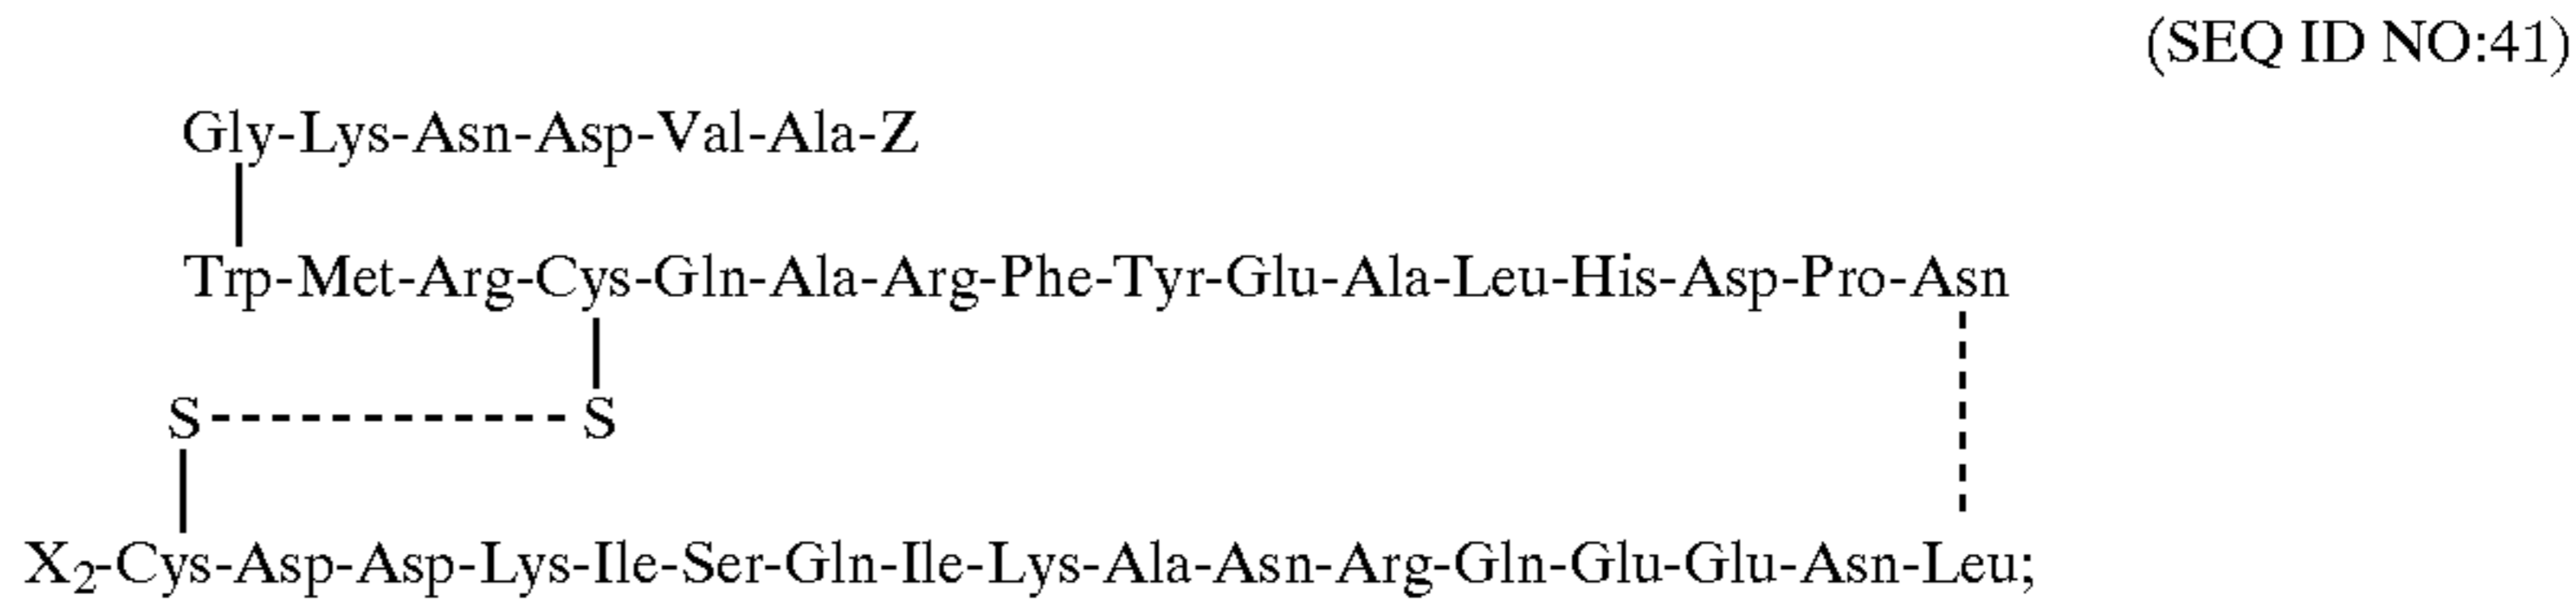 (SEQ ID NO:41)
Gly-Lys-Asn-Asp-Val-Ala-Z
Trp-Met-Arg-Cys-Gln-Ala-Arg-Phe-Tyr-Glu-Ala-Leu-His-Asp-Pro-Asn
S-------------S
X₂-Cys-Asp-Asp-Lys-Ile-Ser-Gln-Ile-Lys-Ala-Asn-Arg-Gln-Glu-Glu-Asn-Leu;